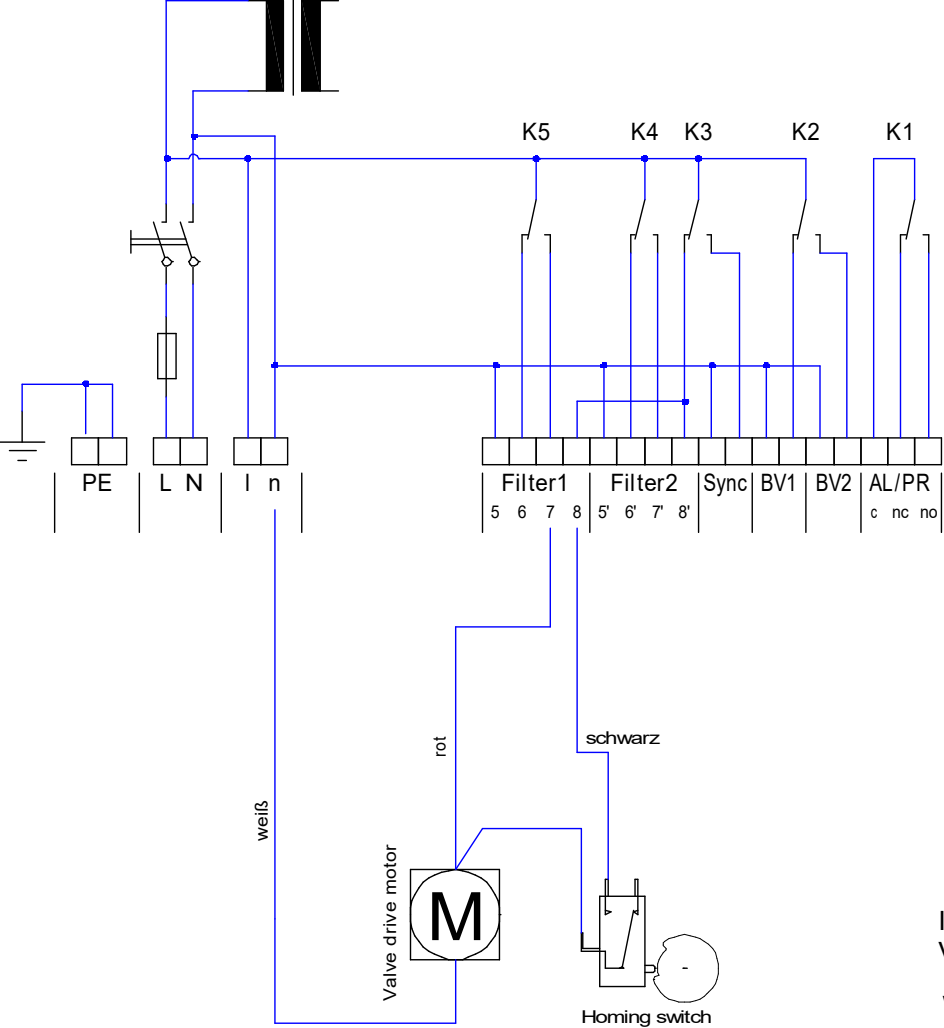 K5 K4 K3 K2 K1
PE L N l n Filter1 Filter2 Sync BV1 BV2 AL/PR
5 6 7 8 5' 6' 7' 8' c nc no
rot
schwarz
weiß
Valve drive motor
M
Homing switch